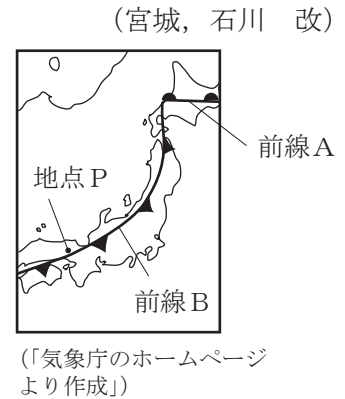 （宮城，石川　改）
前線Ａ
地点Ｐ
前線Ｂ
（「気象庁のホームページ
より作成」）